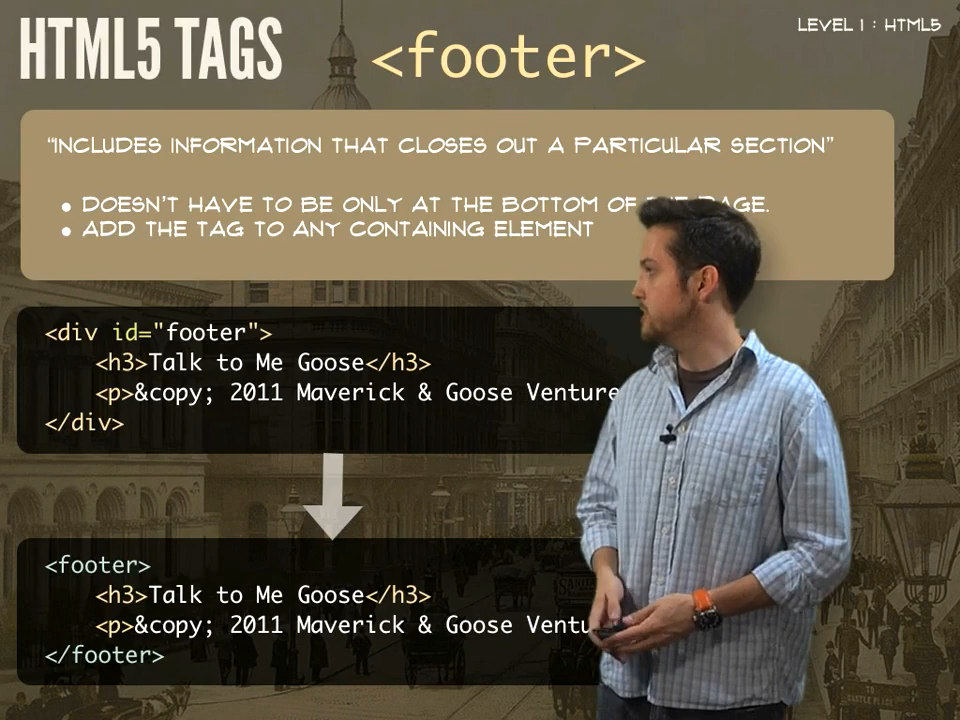 HTML5 TAGS
<footer>
LEVEL 1 : HTML5
“INCLUDES INFORMATION THAT CLOSES OUT A PARTICULAR SECTION”
• DOESN'T HAVE TO BE ONLY AT THE BOTTOM OF THE PAGE.
• ADD THE TAG TO ANY CONTAINING ELEMENT
<div id="footer">
<h3>Talk to Me Goose</h3>
<p>&copy; 2011 Maverick & Goose Venture
</div>
<footer>
<h3>Talk to Me Goose</h3>
<p>&copy; 2011 Maverick & Goose Ventu
</footer>